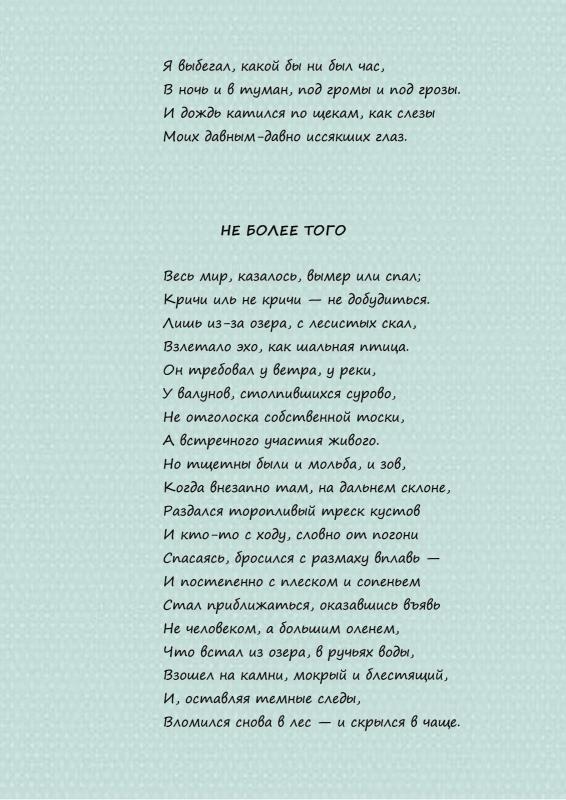 Я выбегал, какой бы ни был час,
В ночь и в туман, под громы и под грозы.
И дождь катился по щекам, как слезы
Моих давным-давно иссякших глаз.
НЕ БОЛЕЕ ТОГО
Весь мир, казалось, вымер или спал;
Кричи иль не кричи — не добудиться.
Лишь из-за озера, с лесистых скал,
Взлетало эхо, как шальная птица.
Он требовал у ветра, у реки,
У валунов, столпившихся сурово,
Не отголоска собственной тоски,
А встречного участия живого.
Но тщетны были и мольба, и зов,
Когда внезапно там, на дальнем склоне,
Раздался торопливый треск кустов
И кто-то с ходу, словно от погони
Спасаясь, бросился с размаху вплавь —
И постепенно с плеском и сопеньем
Стал приближаться, оказавшись въявь
Не человеком, а большим оленем,
Что встал из озера, в ручьях воды,
Взошел на камни, мокрый и блестящий,
И, оставляя темные следы,
Вломился снова в лес — и скрылся в чаще.